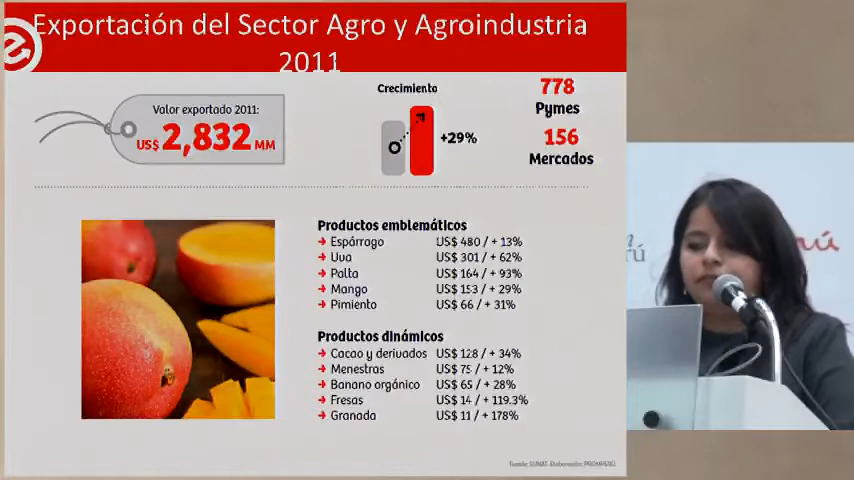 Exportación del Sector Agro y Agroindustria
2011
Valor exportado 2011:
US$ 2,832 MM
Crecimiento
+29%
778
Pymes
156
Mercados
Productos emblemáticos
Espárrago US$ 480 / + 13%
Uva US$ 301 / + 62%
Palta US$ 164 / + 93%
Mango US$ 153 / + 29%
Pimiento US$ 66 / + 31%
Productos dinámicos
Cacao y derivados US$ 128 / + 34%
Menestras US$ 75 / + 12%
Banano orgánico US$ 65 / + 28%
Fresas US$ 14 / + 119.3%
Granada US$ 11 / + 178%
Fuente: SUNAT. Elaboración: PROMPERÚ